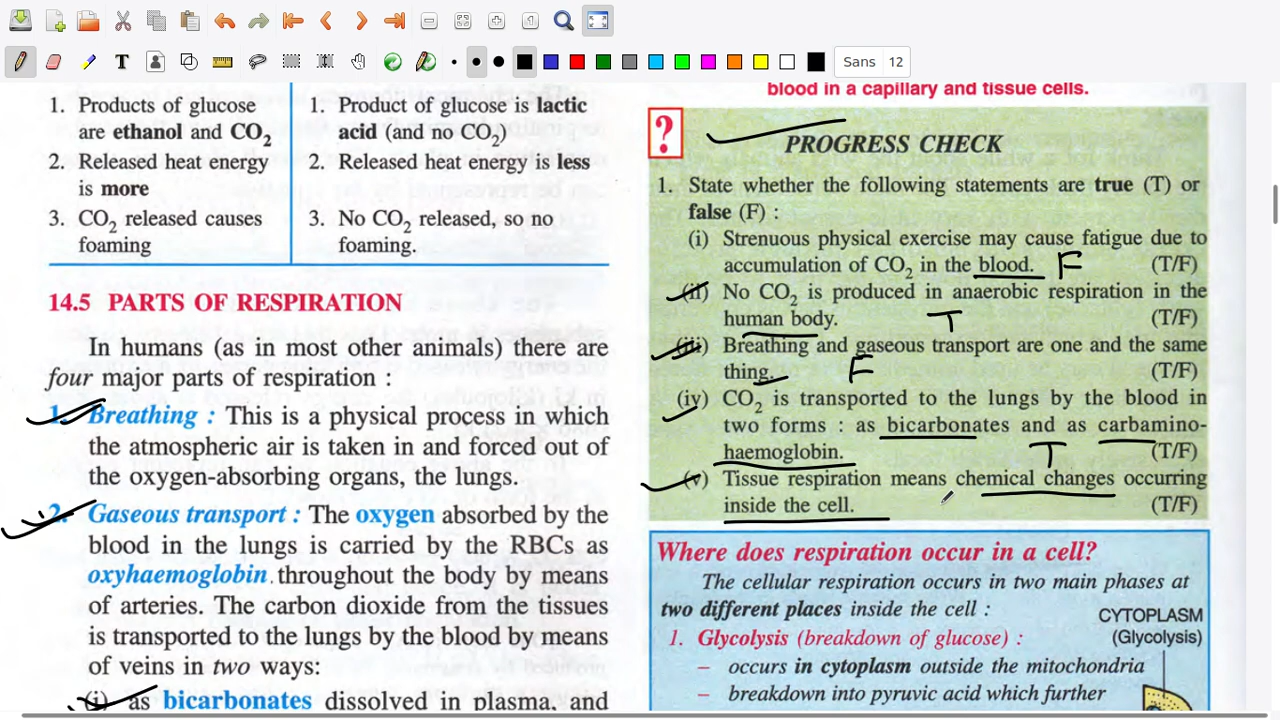 Sans 12
1. Products of glucose are ethanol and CO2
2. Released heat energy is more
3. CO2 released causes foaming
1. Product of glucose is lactic acid (and no CO2)
2. Released heat energy is less
3. No CO2 released, so no foaming.
14.5 PARTS OF RESPIRATION
In humans (as in most other animals) there are
four major parts of respiration :
1. Breathing : This is a physical process in which
the atmospheric air is taken in and forced out of
the oxygen-absorbing organs, the lungs.
2. Gaseous transport : The oxygen absorbed by the
blood in the lungs is carried by the RBCs as
oxyhaemoglobin throughout the body by means
of arteries. The carbon dioxide from the tissues
is transported to the lungs by the blood by means
of veins in two ways:
(i) as bicarbonates dissolved in plasma, and
blood in a capillary and tissue cells.
?
PROGRESS CHECK
1. State whether the following statements are true (T) or
false (F) :
(i) Strenuous physical exercise may cause fatigue due to
accumulation of CO2 in the blood. F (T/F)
(ii) No CO2 is produced in anaerobic respiration in the
human body. T (T/F)
(iii) Breathing and gaseous transport are one and the same
thing. F (T/F)
(iv) CO2 is transported to the lungs by the blood in
two forms : as bicarbonates and as carbamino-
haemoglobin. T (T/F)
(v) Tissue respiration means chemical changes occurring
inside the cell. (T/F)
Where does respiration occur in a cell?
The cellular respiration occurs in two main phases at
two different places inside the cell :
1. Glycolysis (breakdown of glucose) :
– occurs in cytoplasm outside the mitochondria
– breakdown into pyruvic acid which further
CYTOPLASM
(Glycolysis)